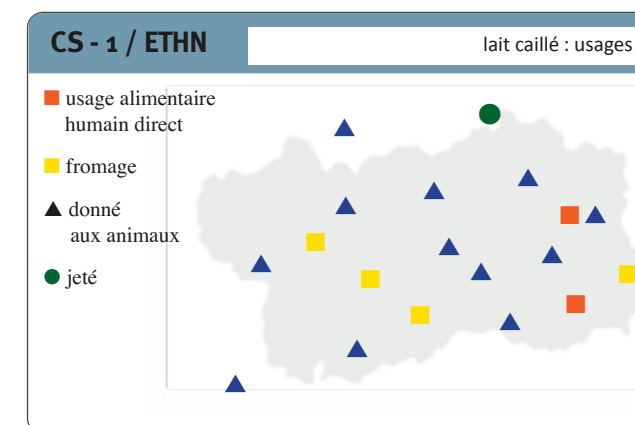 CS - 1 / ETHN
lait caillé : usages
usage alimentaire
humain direct
fromage
donné
aux animaux
jeté